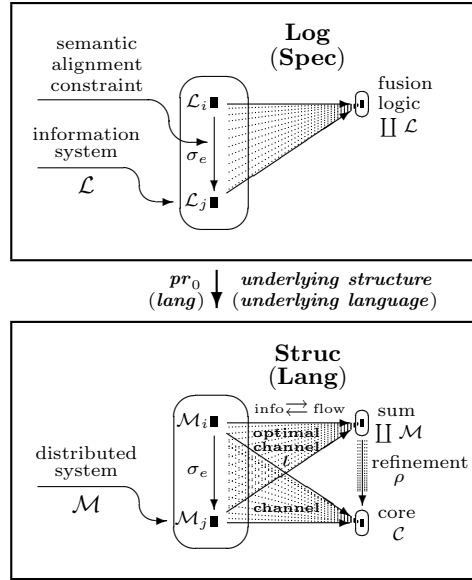 Log
(Spec)
semantic
alignment
constraint
ℒᵢ
fusion
logic
∐ ℒ
information
system
ℒ
σₑ
ℒⱼ
pr₀ underlying structure
(lang) (underlying language)
Struc
(Lang)
ℳᵢ
info ⇄ flow
sum
∐ ℳ
optimal
channel
ι
distributed
system
ℳ
σₑ
refinement
ρ
ℳⱼ
channel
core
𝒞